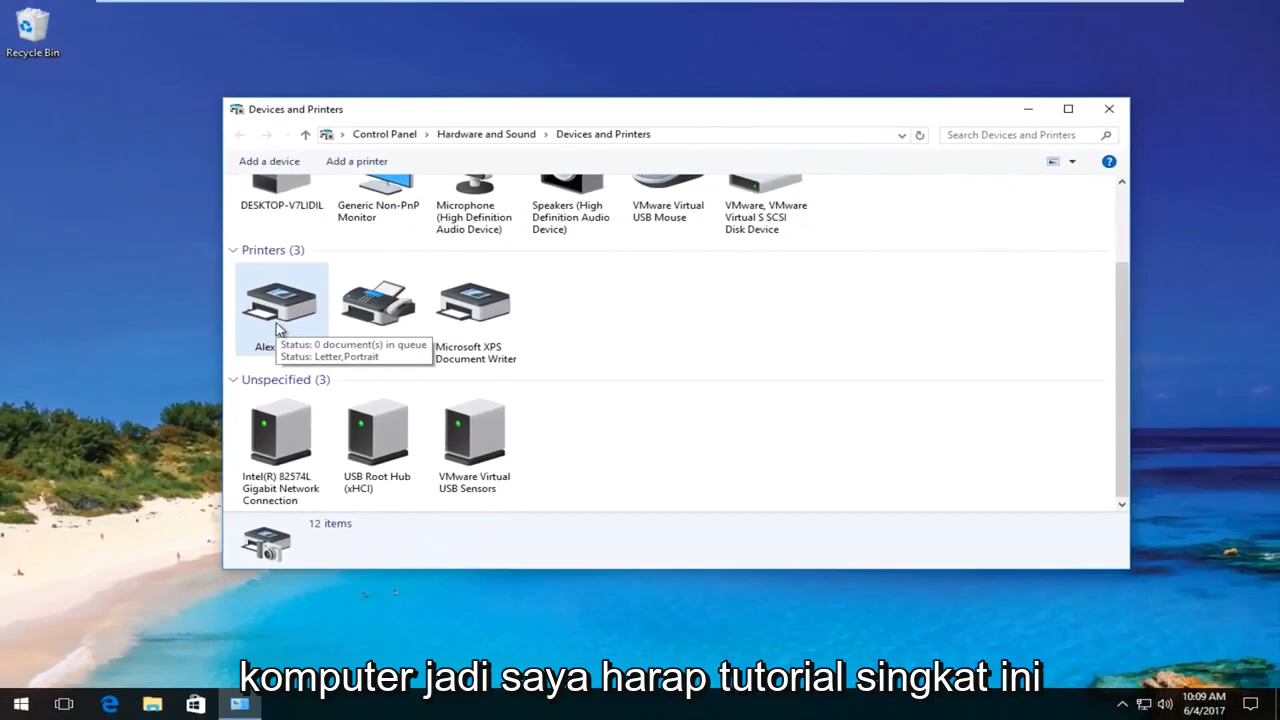 Recycle Bin
Devices and Printers
Control Panel > Hardware and Sound > Devices and Printers
Search Devices and Printers
Add a device
Add a printer
DESKTOP-V7LIDIL
Generic Non-PnP
Monitor
Microphone
(High Definition
Audio Device)
Speakers (High
Definition Audio
Device)
VMware Virtual
USB Mouse
VMware, VMware
Virtual S SCSI
Disk Device
Printers (3)
Alex
Status: 0 document(s) in queue
Status: Letter,Portrait
Microsoft XPS
Document Writer
Unspecified (3)
Intel(R) 82574L
Gigabit Network
Connection
USB Root Hub
(xHCI)
VMware Virtual
USB Sensors
12 items
komputer jadi saya harap tutorial singkat ini
10:09 AM
6/4/2017